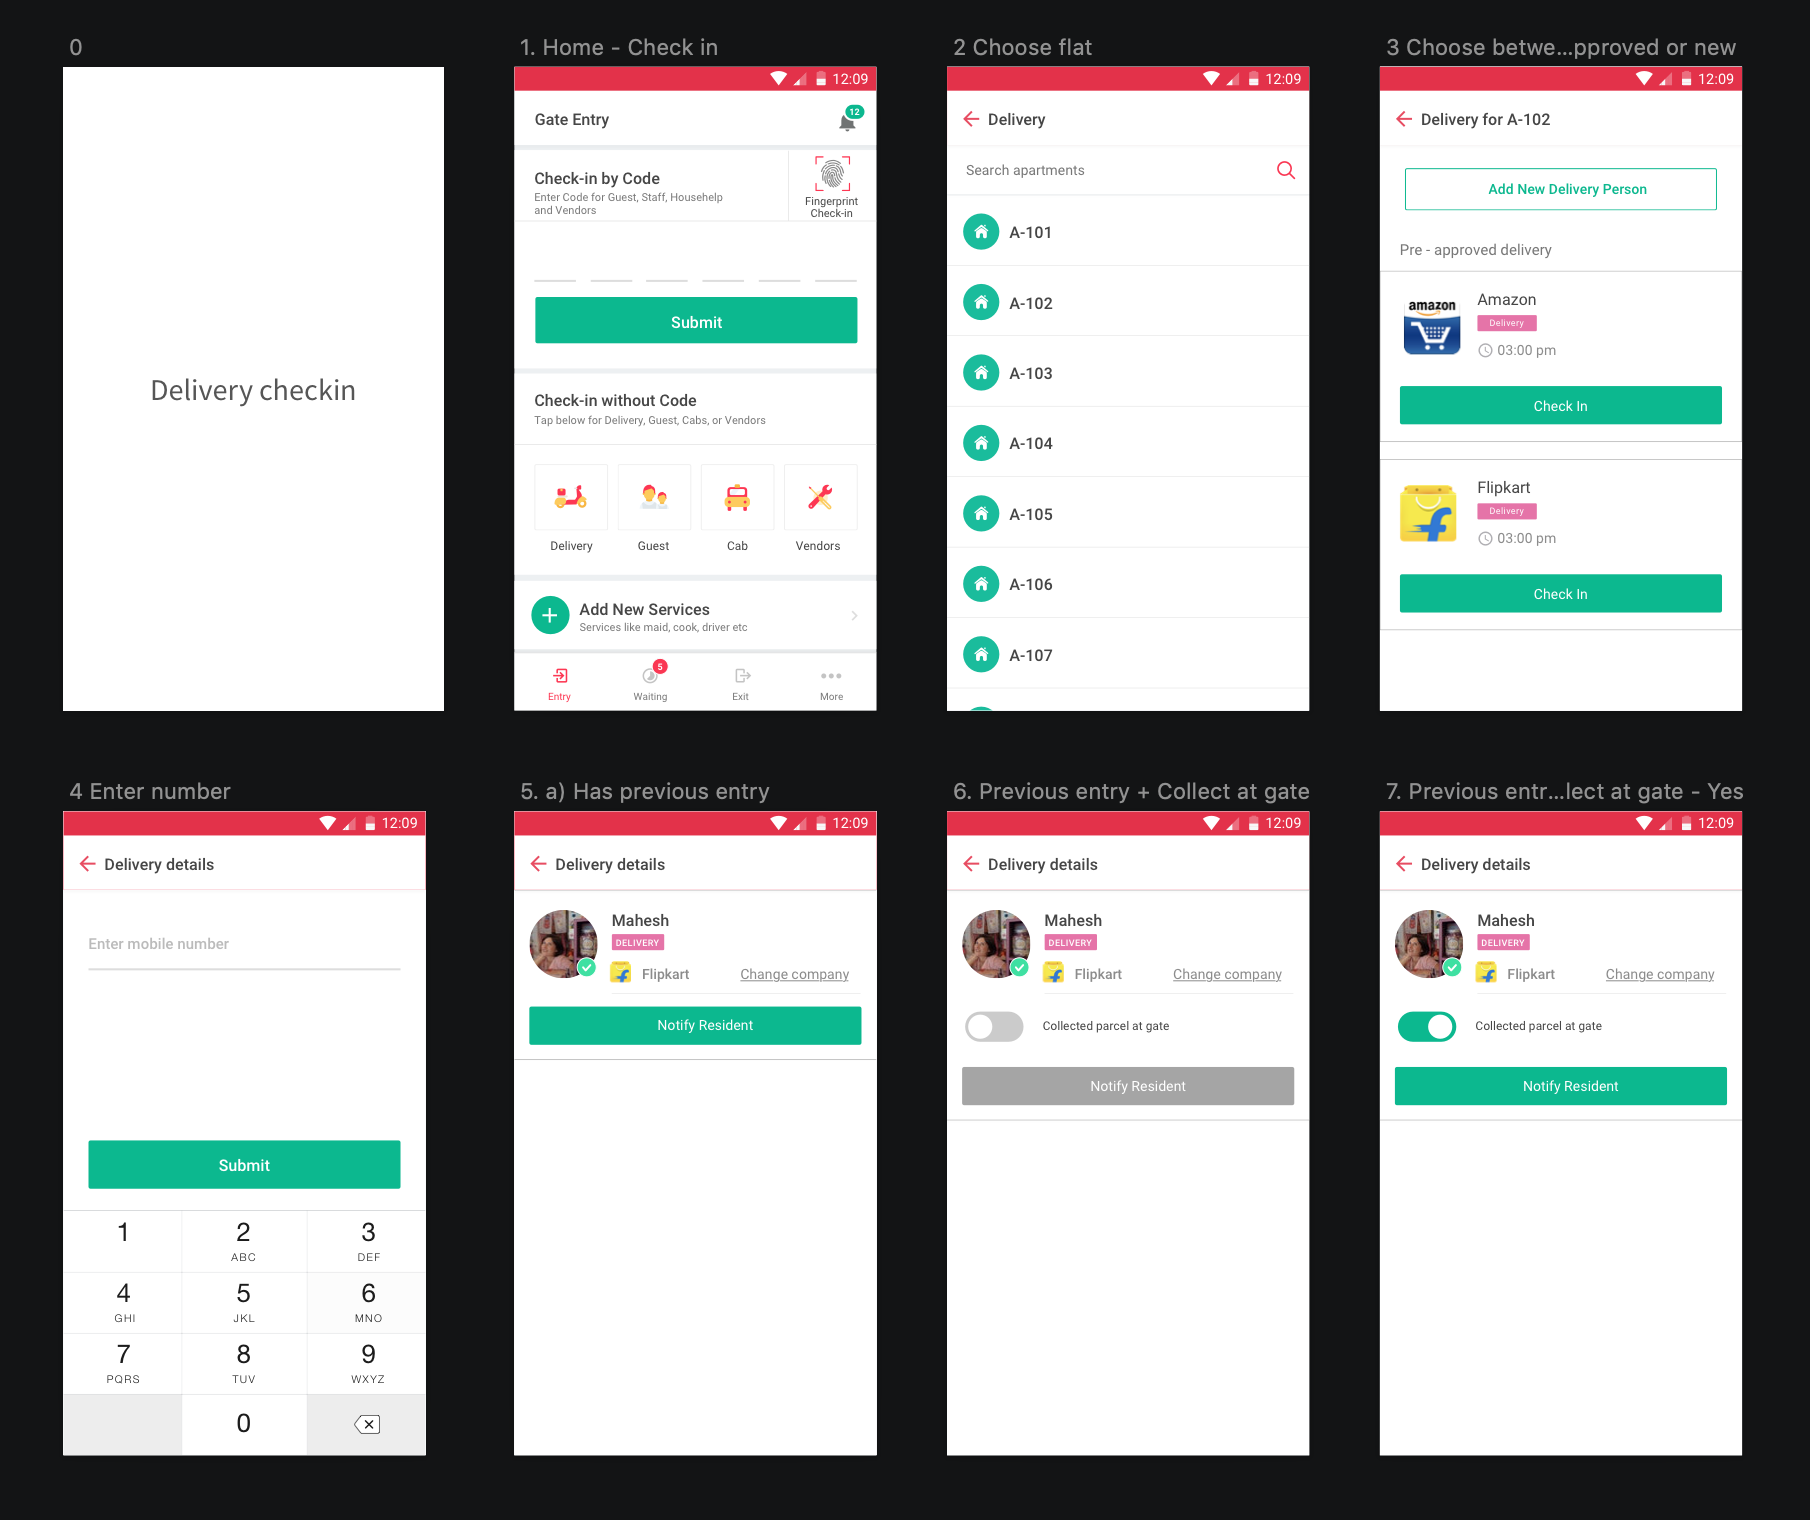 0
Delivery checkin
1. Home - Check in
12:09
Gate Entry
12
Check-in by Code
Enter Code for Guest, Staff, Househelp
and Vendors
Fingerprint
Check-in
Submit
Check-in without Code
Tap below for Delivery, Guest, Cabs, or Vendors
Delivery
Guest
Cab
Vendors
Add New Services
Services like maid, cook, driver etc
5
Entry
Waiting
Exit
More
2 Choose flat
12:09
Delivery
Search apartments
A-101
A-102
A-103
A-104
A-105
A-106
A-107
3 Choose betwe...pproved or new
12:09
Delivery for A-102
Add New Delivery Person
Pre - approved delivery
amazon
Amazon
Delivery
03:00 pm
Check In
Flipkart
Delivery
03:00 pm
Check In
4 Enter number
12:09
Delivery details
Enter mobile number
Submit
1
2
ABC
3
DEF
4
GHI
5
JKL
6
MNO
7
PQRS
8
TUV
9
WXYZ
0
5. a) Has previous entry
12:09
Delivery details
Mahesh
DELIVERY
Flipkart
Change company
Notify Resident
6. Previous entry + Collect at gate
12:09
Delivery details
Mahesh
DELIVERY
Flipkart
Change company
Collected parcel at gate
Notify Resident
7. Previous entr...lect at gate - Yes
12:09
Delivery details
Mahesh
DELIVERY
Flipkart
Change company
Collected parcel at gate
Notify Resident